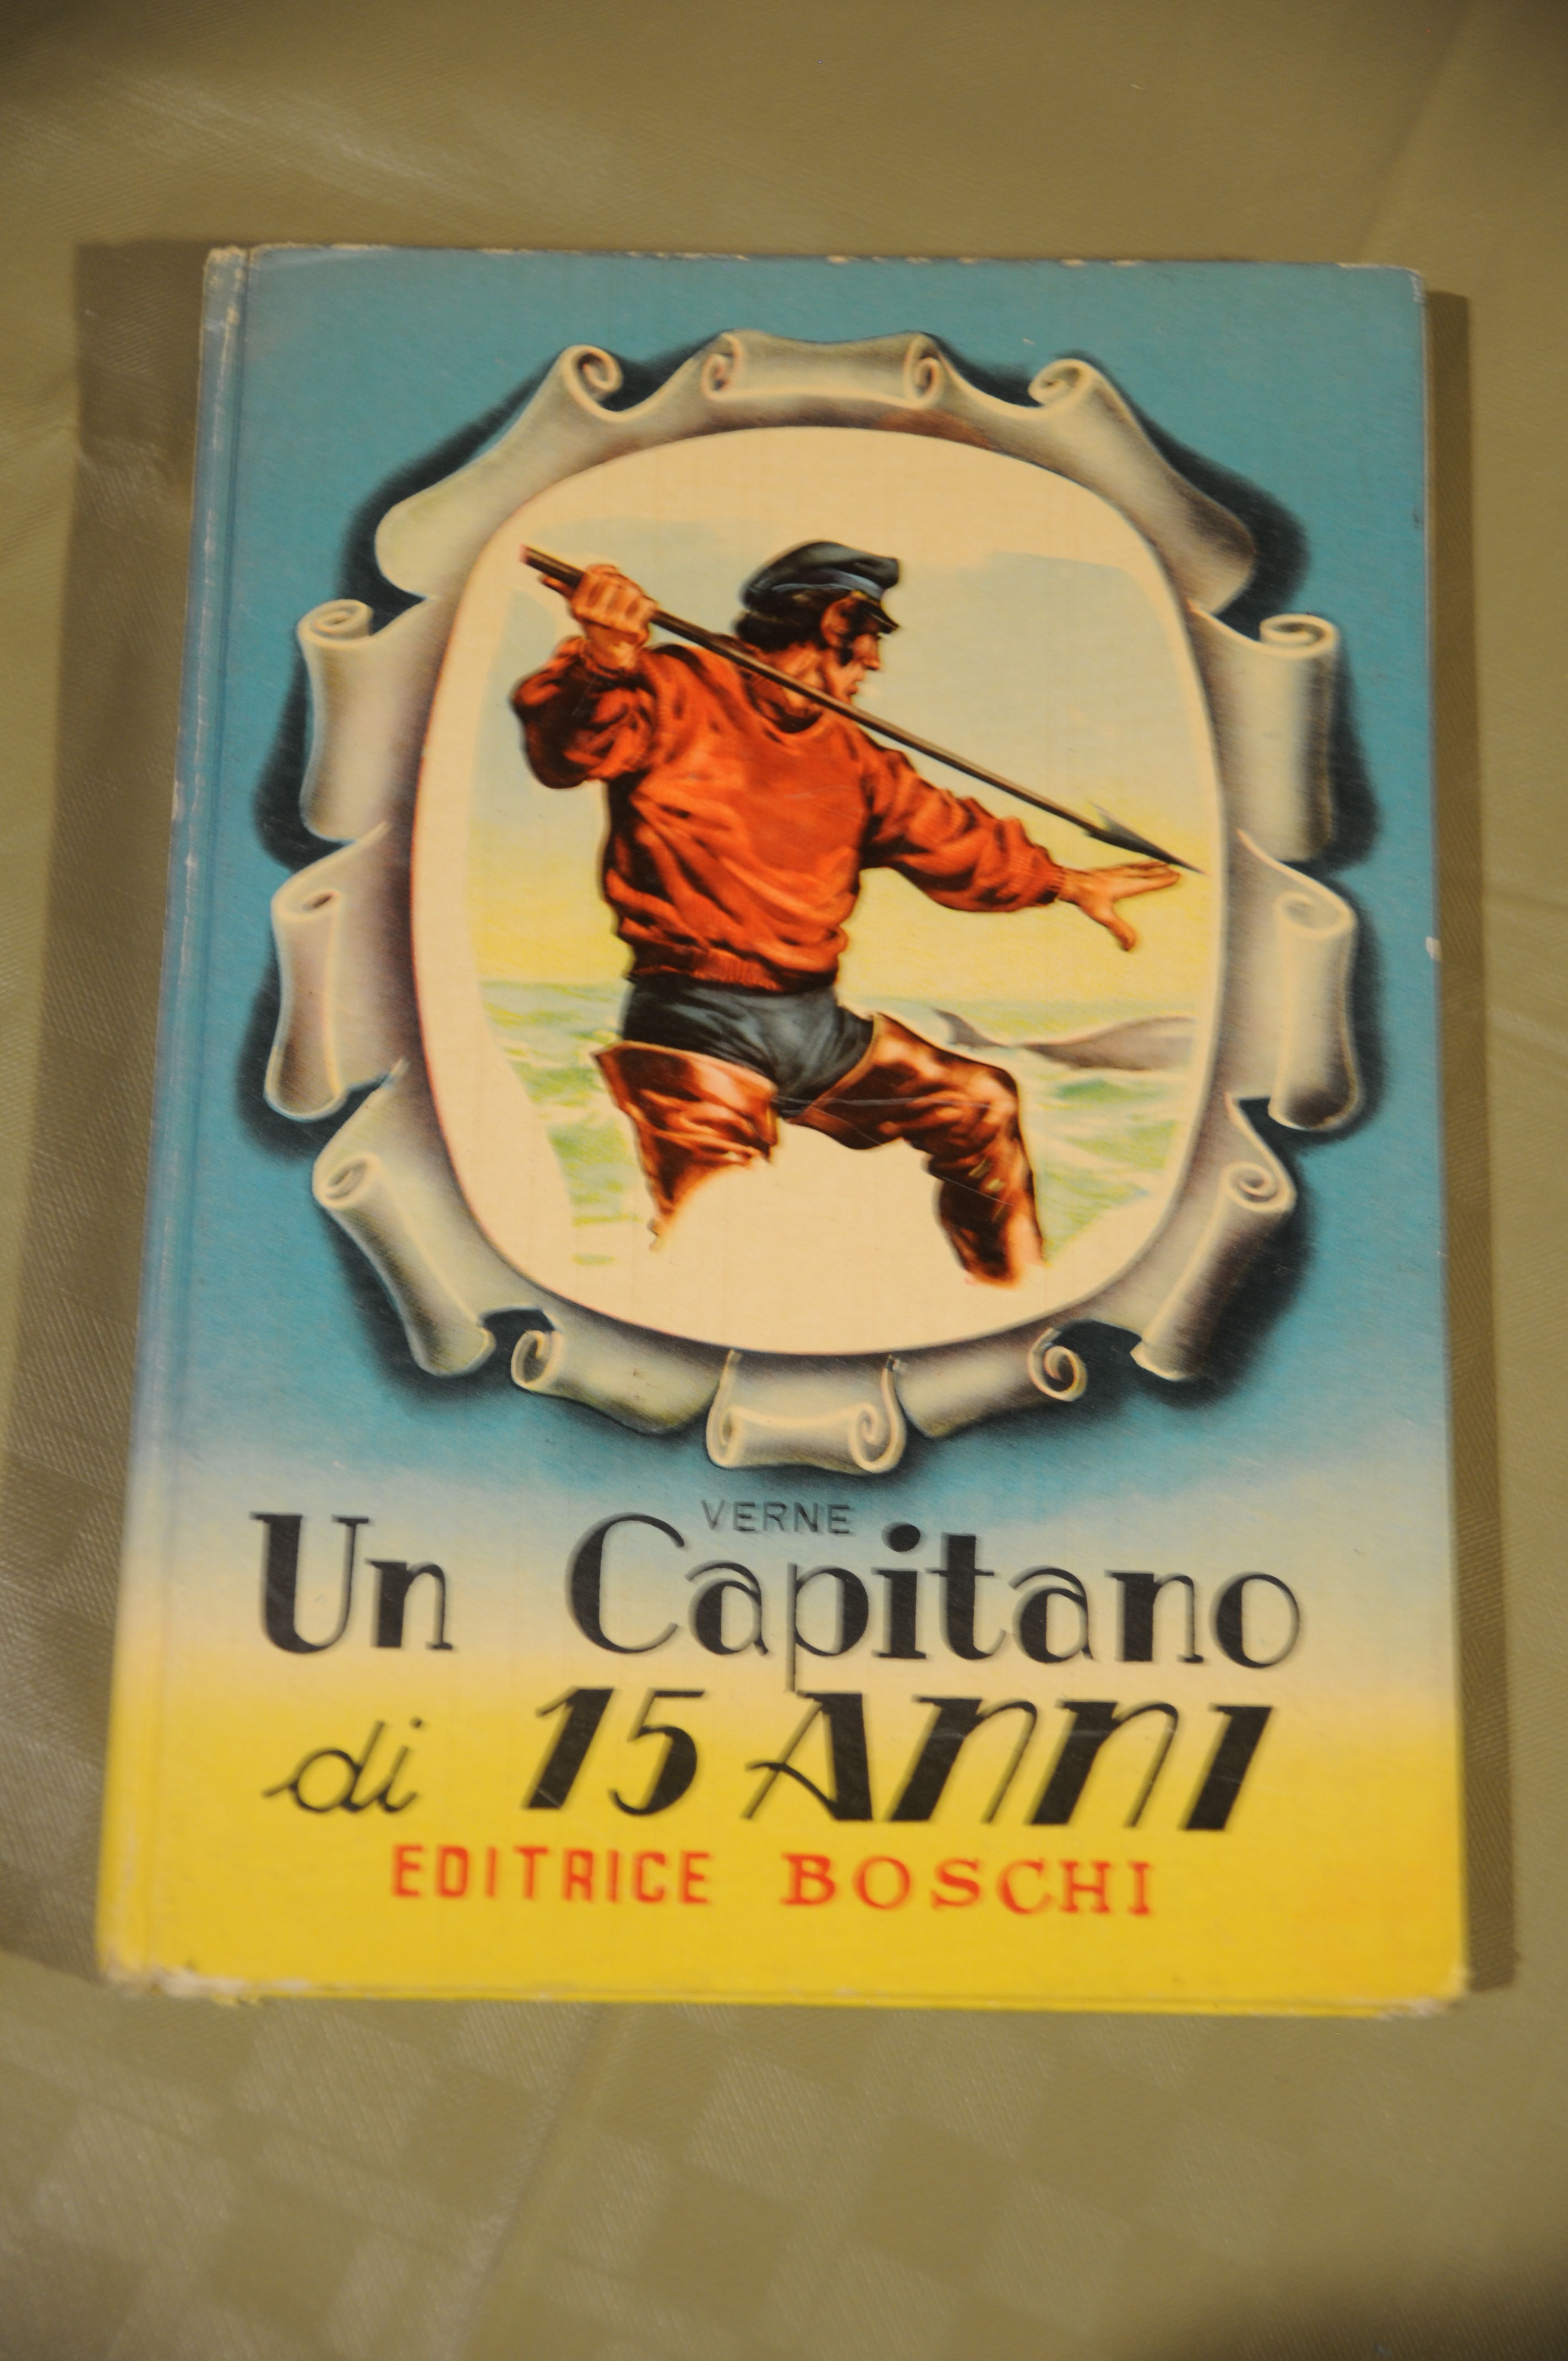 VERNE
Un Capitano
di 15 Anni
EDITRICE BOSCHI